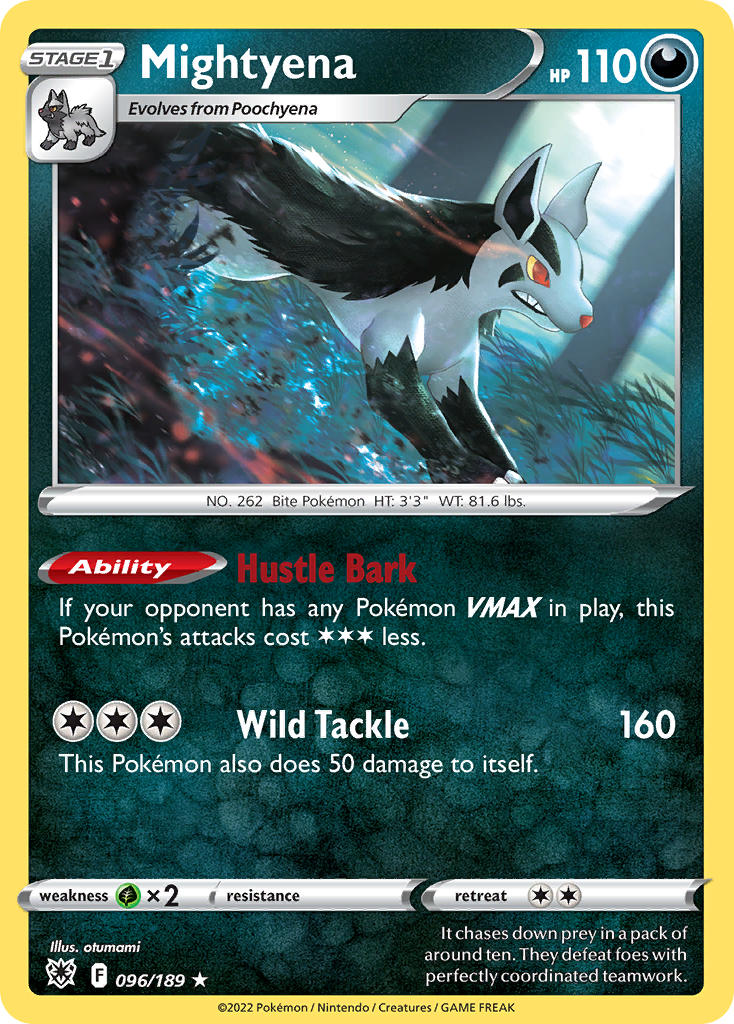 STAGE1
Mightyena
HP 110
Evolves from Poochyena
NO. 262 Bite Pokémon HT: 3'3" WT: 81.6 lbs.
Ability Hustle Bark
If your opponent has any Pokémon VMAX in play, this
Pokémon's attacks cost less.
Wild Tackle 160
This Pokémon also does 50 damage to itself.
weakness ×2 resistance retreat
Illus. otumami
It chases down prey in a pack of
around ten. They defeat foes with
perfectly coordinated teamwork.
F 096/189 ★
©2022 Pokémon / Nintendo / Creatures / GAME FREAK